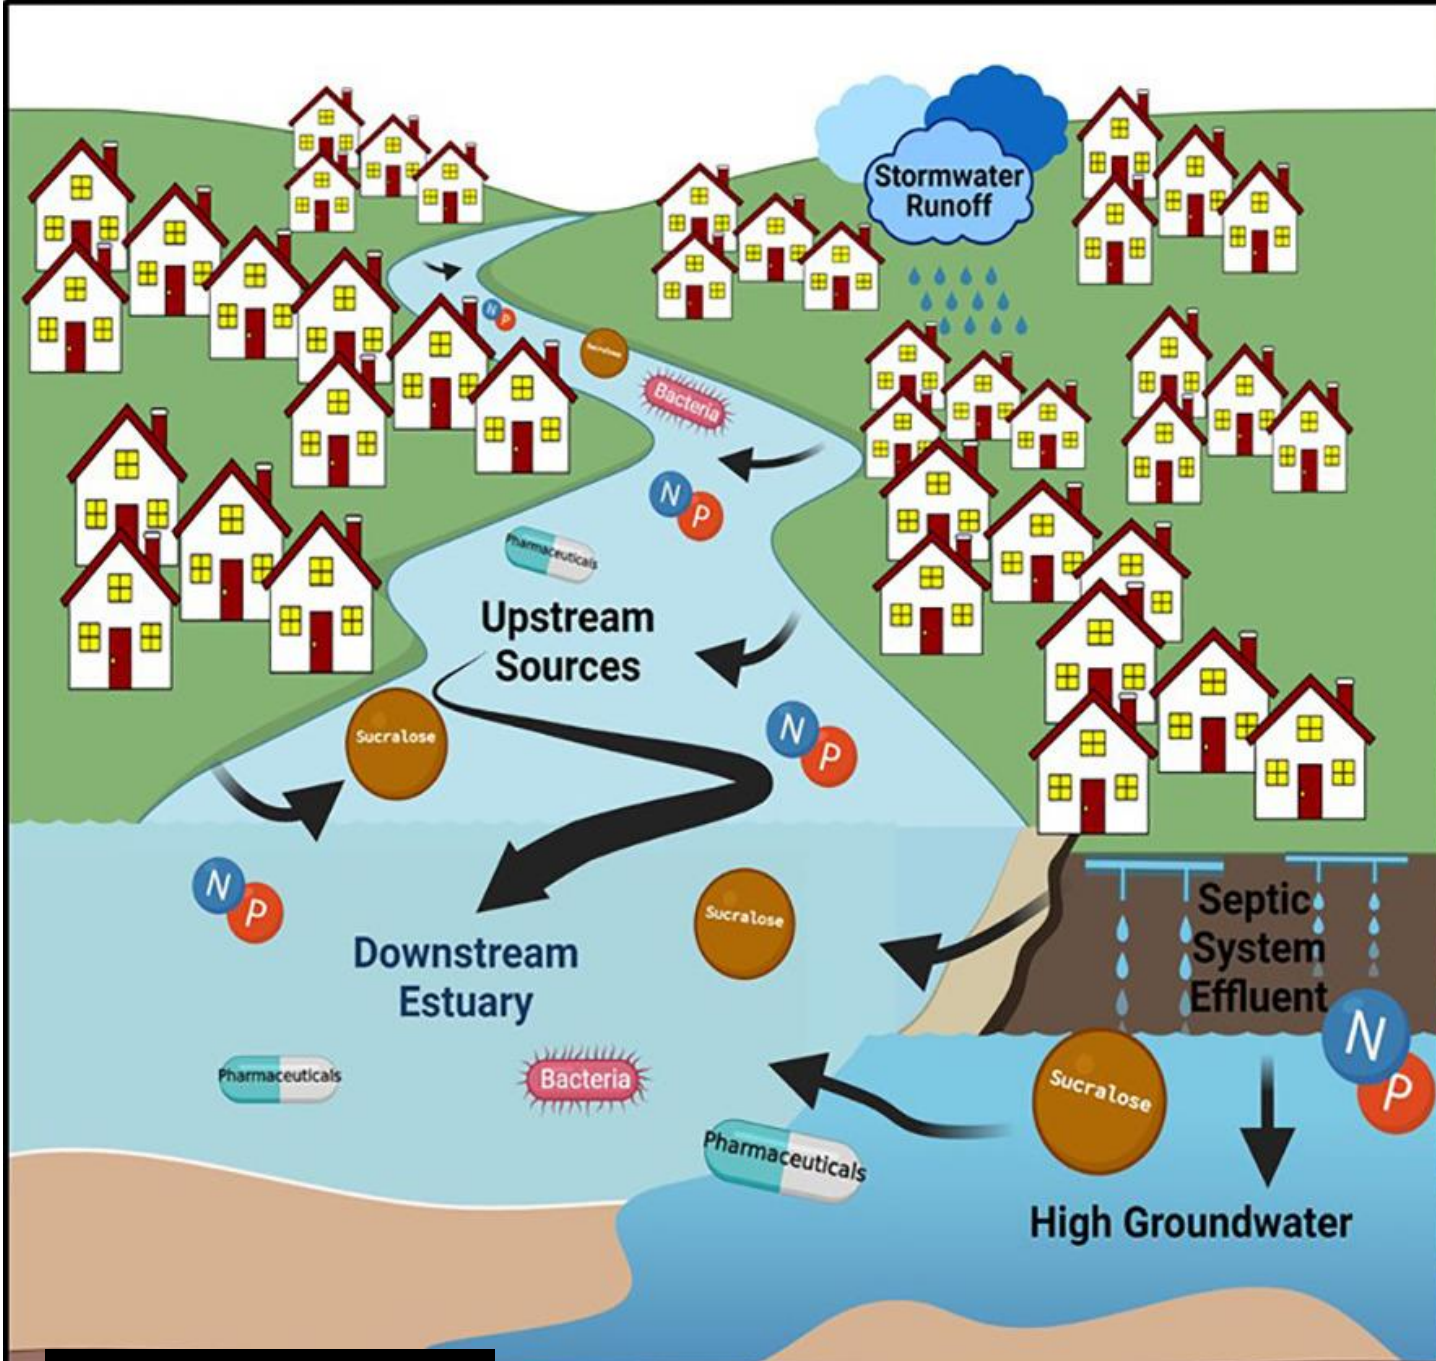 Stormwater
Runoff
N
P
Sucralose
Bacteria
N
P
Pharmaceuticals
Upstream
Sources
N
P
Sucralose
N
P
Sucralose
Septic
System
Effluent
Downstream
Estuary
N
P
Pharmaceuticals
Bacteria
Sucralose
Pharmaceuticals
High Groundwater